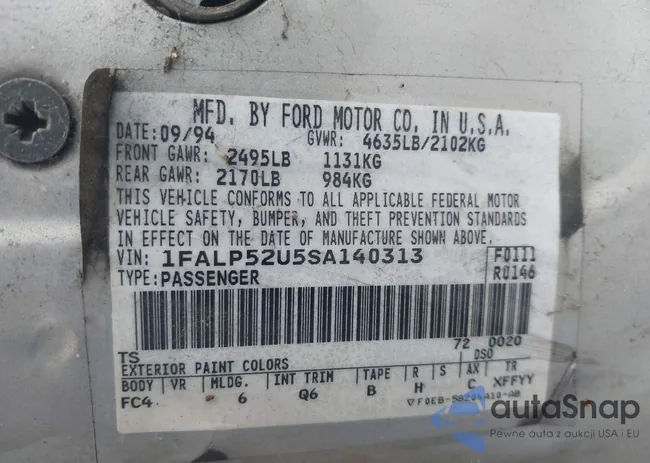 MFD. BY FORD MOTOR CO. IN U.S.A.
DATE: 09/94 GVWR: 4635LB/2102KG
FRONT GAWR: 2495LB 1131KG
REAR GAWR: 2170LB 984KG
THIS VEHICLE CONFORMS TO ALL APPLICABLE FEDERAL MOTOR
VEHICLE SAFETY, BUMPER, AND THEFT PREVENTION STANDARDS
IN EFFECT ON THE DATE OF MANUFACTURE SHOWN ABOVE.
VIN: 1FALP52U5SA140313 F0111
TYPE: PASSENGER R0146
72 0020
TS DSO
EXTERIOR PAINT COLORS
BODY VR MLDG. INT TRIM TAPE R S AX TR
FC4 6 Q6 B H C XFFYY
autoSnap
Pewne auta z aukcji USA i EU